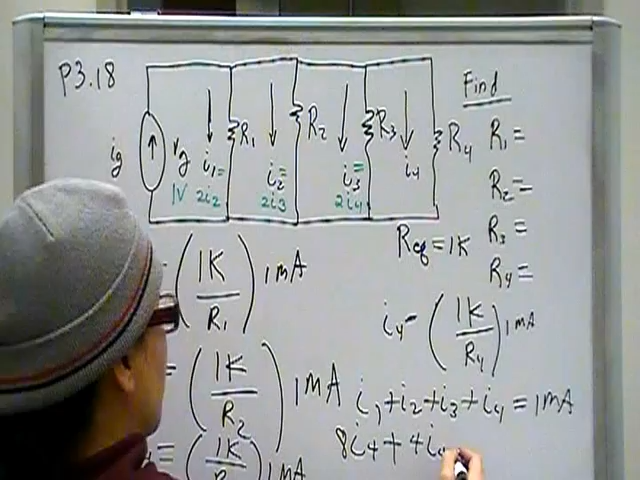 P3.18
Find
ig
vg
1V
i1=
2i2
R1
i2=
2i3
R2
i3=
2i4
R3
i4
R4
R1=
R2=
R3=
R4=
Req=1K
=(1K/R1)1mA
i4-(1K/R4)1mA
=(1K/R2)1MA
i1+i2+i3+i4=1MA
8i4+4i4
=(1K/R)1mA